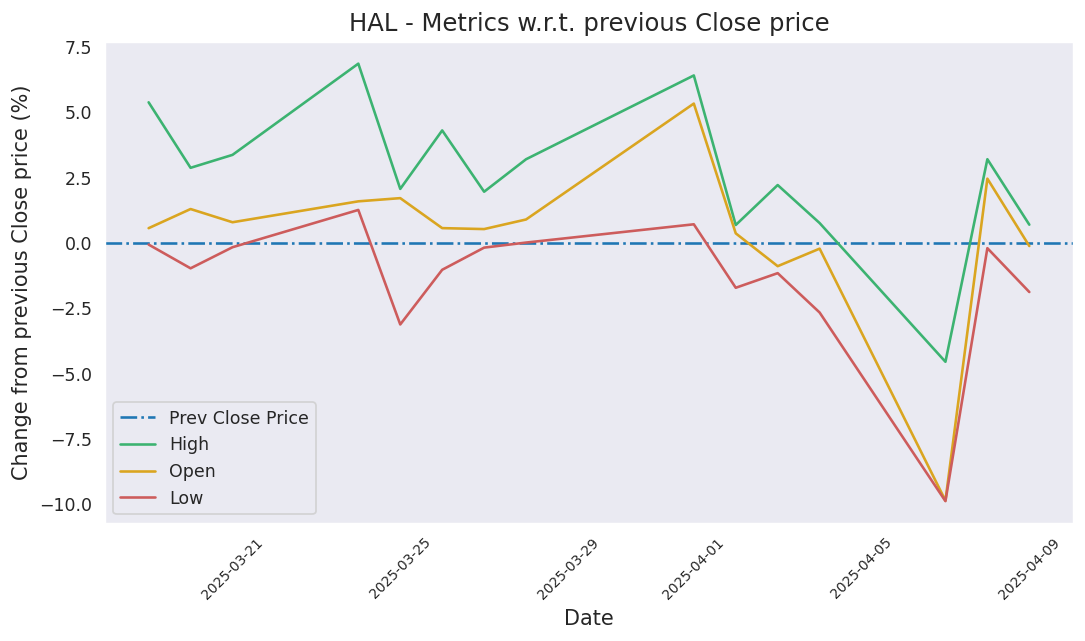 HAL - Metrics w.r.t. previous Close price
Change from previous Close price (%)
7.5
5.0
2.5
0.0
−2.5
−5.0
−7.5
−10.0
Prev Close Price
High
Open
Low
2025-03-21
2025-03-25
2025-03-29
2025-04-01
2025-04-05
2025-04-09
Date